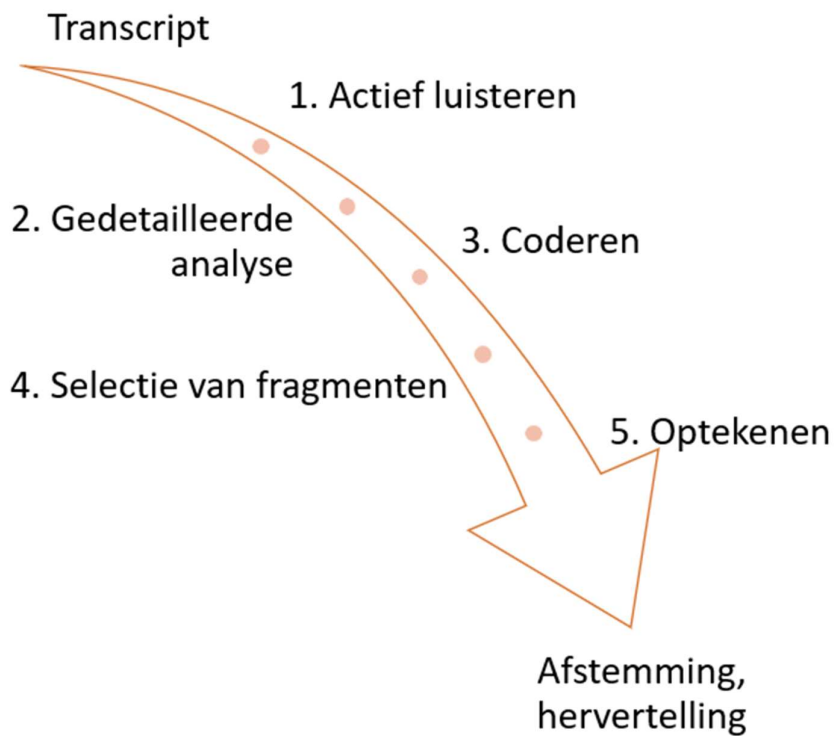 Transcript
1. Actief luisteren
2. Gedetailleerde
analyse
3. Coderen
4. Selectie van fragmenten
5. Optekenen
Afstemming,
hervertelling